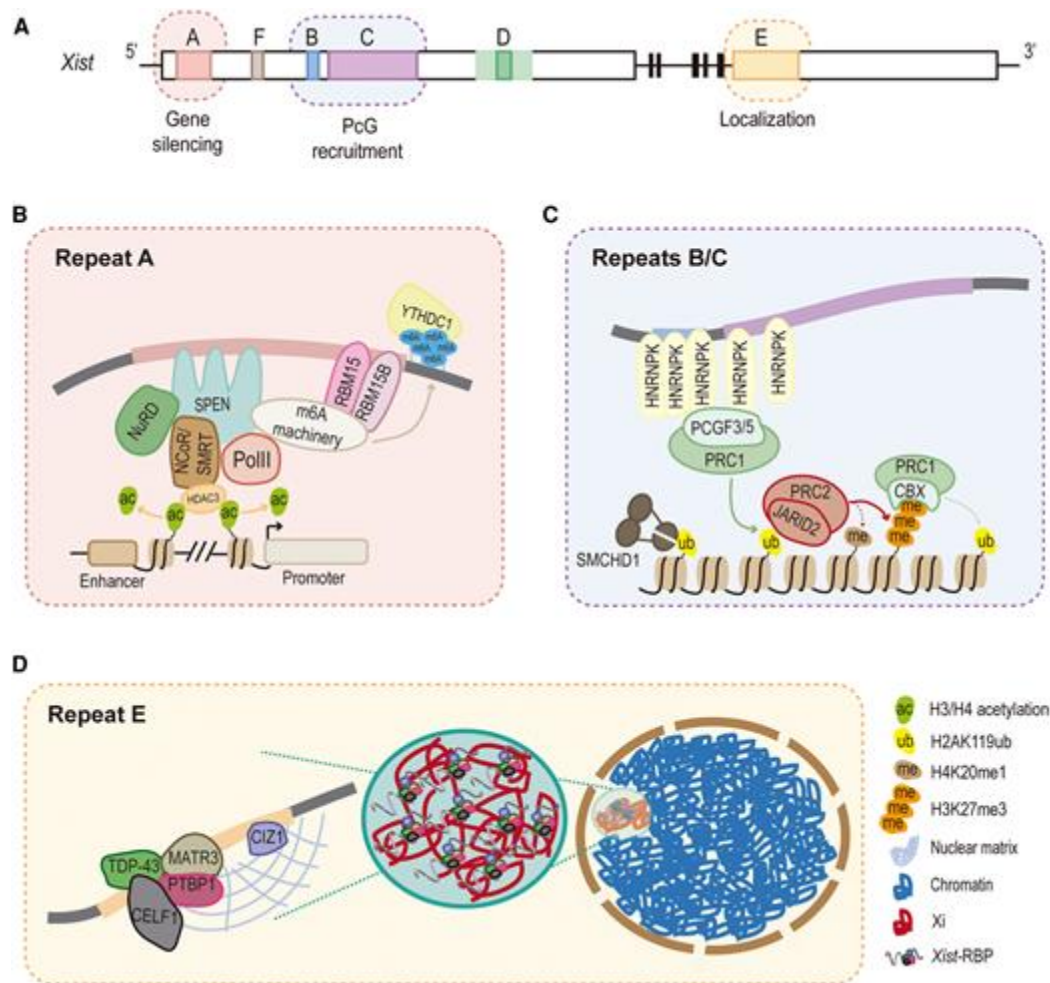 A
Xist
5'
A
F
B
C
D
E
3'
Gene
silencing
PcG
recruitment
Localization
B
Repeat A
YTHDC1
m6A
m6A
m6A
m6A
m6A
RBM15
RBM15B
SPEN
NuRD
NCoR/
SMRT
PolII
m6A
machinery
HDAC3
ac
ac
ac
ac
Enhancer
Promoter
C
Repeats B/C
HNRNPK
HNRNPK
HNRNPK
HNRNPK
HNRNPK
PCGF3/5
PRC1
PRC2
JARID2
PRC1
CBX
me
me
me
me
SMCHD1
ub
ub
ub
D
Repeat E
CIZ1
MATR3
TDP-43
PTBP1
CELF1
ac H3/H4 acetylation
ub H2AK119ub
me H4K20me1
me
me
me
H3K27me3
Nuclear matrix
Chromatin
Xi
Xist-RBP